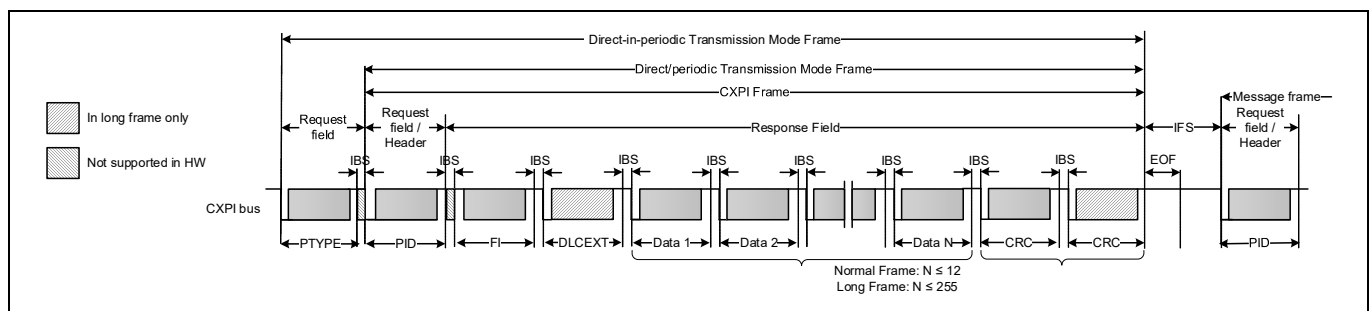 Direct-in-periodic Transmission Mode Frame
Direct/periodic Transmission Mode Frame
CXPI Frame
In long frame only
Not supported in HW
Request
field
Request
field /
Header
Response Field
IFS
Message frame
Request
field /
Header
IBS
IBS
IBS
IBS
IBS
IBS
IBS
IBS
IBS
EOF
CXPI bus
PTYPE
PID
FI
DLCEXT
Data 1
Data 2
Data N
CRC
CRC
PID
Normal Frame: N ≤ 12
Long Frame: N ≤ 255